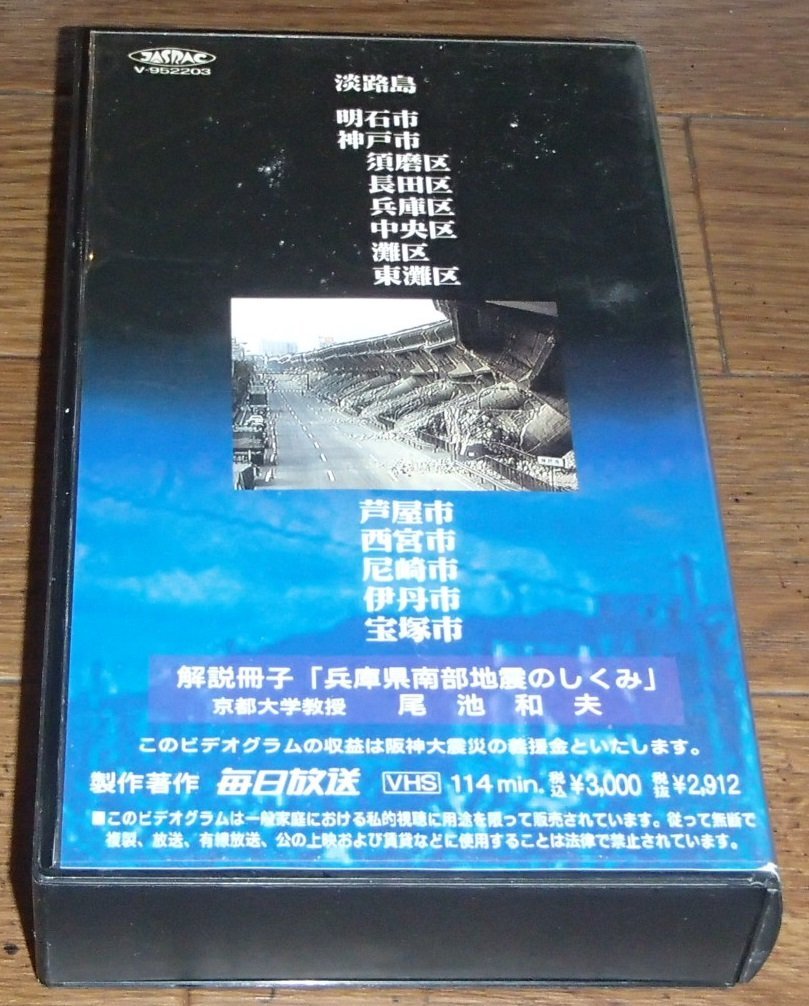 JASRAC
V-952203
淡路島
明石市
神戸市
須磨区
長田区
兵庫区
中央区
灘区
東灘区
芦屋市
西宮市
尼崎市
伊丹市
宝塚市
解説冊子「兵庫県南部地震のしくみ」
京都大学教授 尾池和夫
このビデオグラムの収益は阪神大震災の義援金といたします。
製作著作 毎日放送 VHS 114 min. 税込 ¥3,000 税抜 ¥2,912
■このビデオグラムは一般家庭における私的視聴に用途を限って販売されています。従って無断で
複製、放送、有線放送、公の上映および賃貸などに使用することは法律で禁止されています。